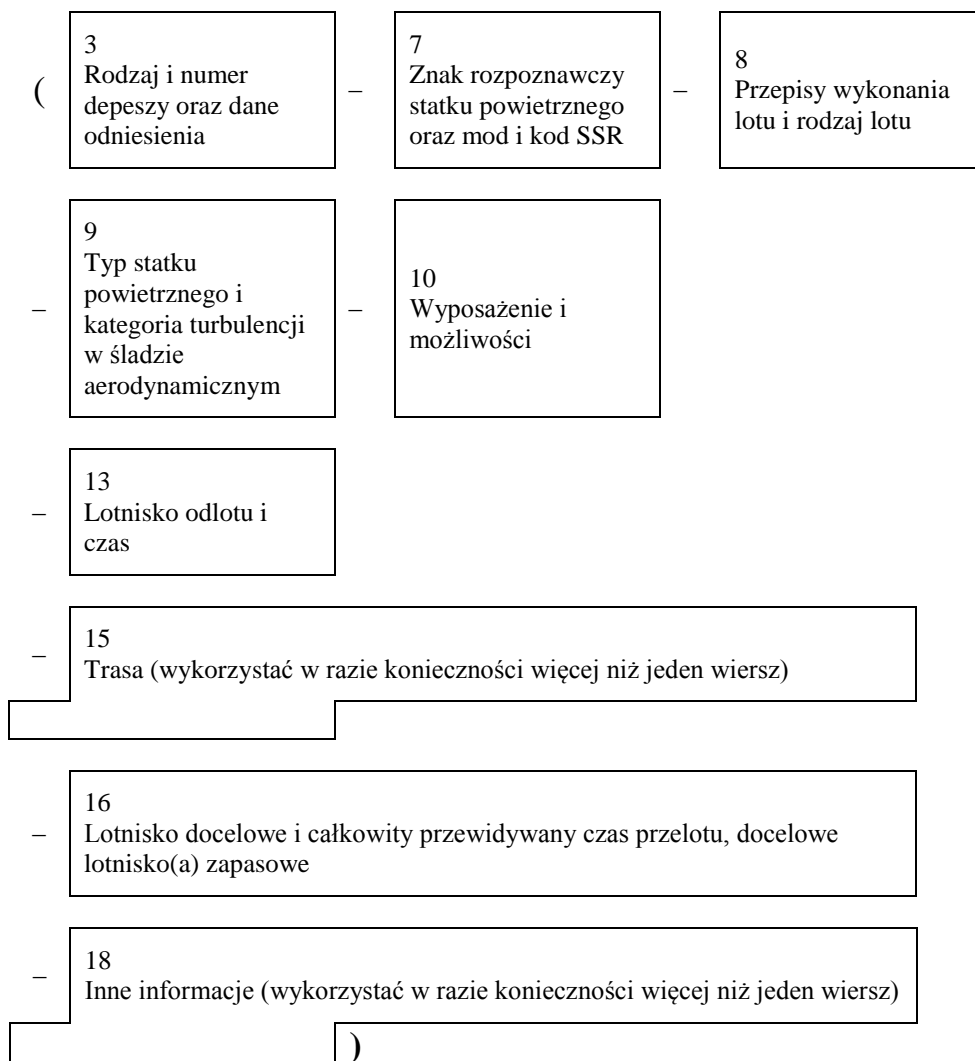 (
3
Rodzaj i numer
depeszy oraz dane
odniesienia
–
7
Znak rozpoznawczy
statku powietrznego
oraz mod i kod SSR
–
8
Przepisy wykonania
lotu i rodzaj lotu
–
9
Typ statku
powietrznego i
kategoria turbulencji
w śladzie
aerodynamicznym
–
10
Wyposażenie i
możliwości
–
13
Lotnisko odlotu i
czas
–
15
Trasa (wykorzystać w razie konieczności więcej niż jeden wiersz)
–
16
Lotnisko docelowe i całkowity przewidywany czas przelotu, docelowe
lotnisko(a) zapasowe
–
18
Inne informacje (wykorzystać w razie konieczności więcej niż jeden wiersz)
)